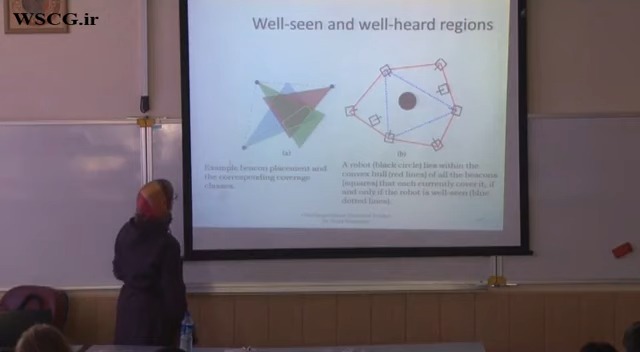 WSCG.ir
Well-seen and well-heard regions
(a)
(b)
Example beacon placement and
the corresponding coverage
classes.
A robot (black circle) lies within the
convex hull (red lines) of all the beacons
(squares) that each currently cover it, if
and only if the robot is well-seen (blue
dotted lines).